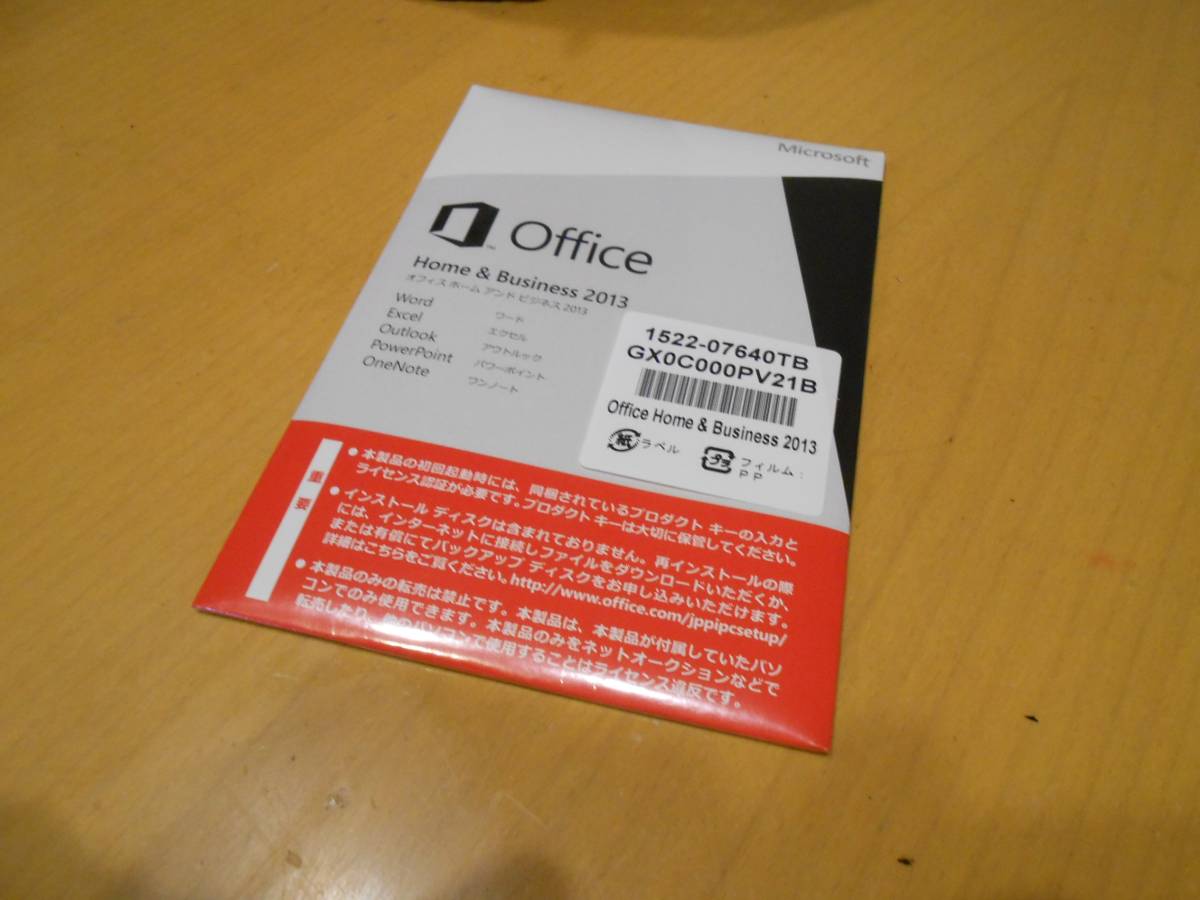 Microsoft
Office
Home & Business 2013
オフィス ホーム アンド ビジネス 2013
Word ワード
Excel エクセル
Outlook アウトルック
PowerPoint パワーポイント
OneNote ワンノート
1522-07640TB
GX0C000PV21B
Office Home & Business 2013
紙 ラベル
プラ フィルム:
PP
重要
●本製品の初回起動時には、同梱されているプロダクト キーの入力と
ライセンス認証が必要です。プロダクト キーは大切に保管してください。
●インストール ディスクは含まれておりません。再インストールの際
には、インターネットに接続しファイルをダウンロードいただくか、
または有償にてバックアップ ディスクをお申し込みいただけます。
詳細はこちらをご覧ください。http://www.office.com/jppipcsetup/
●本製品のみの転売は禁止です。本製品は、本製品が付属していたパソ
コンでのみ使用できます。本製品のみをネットオークションなどで
転売したり、他のパソコンで使用することはライセンス違反です。